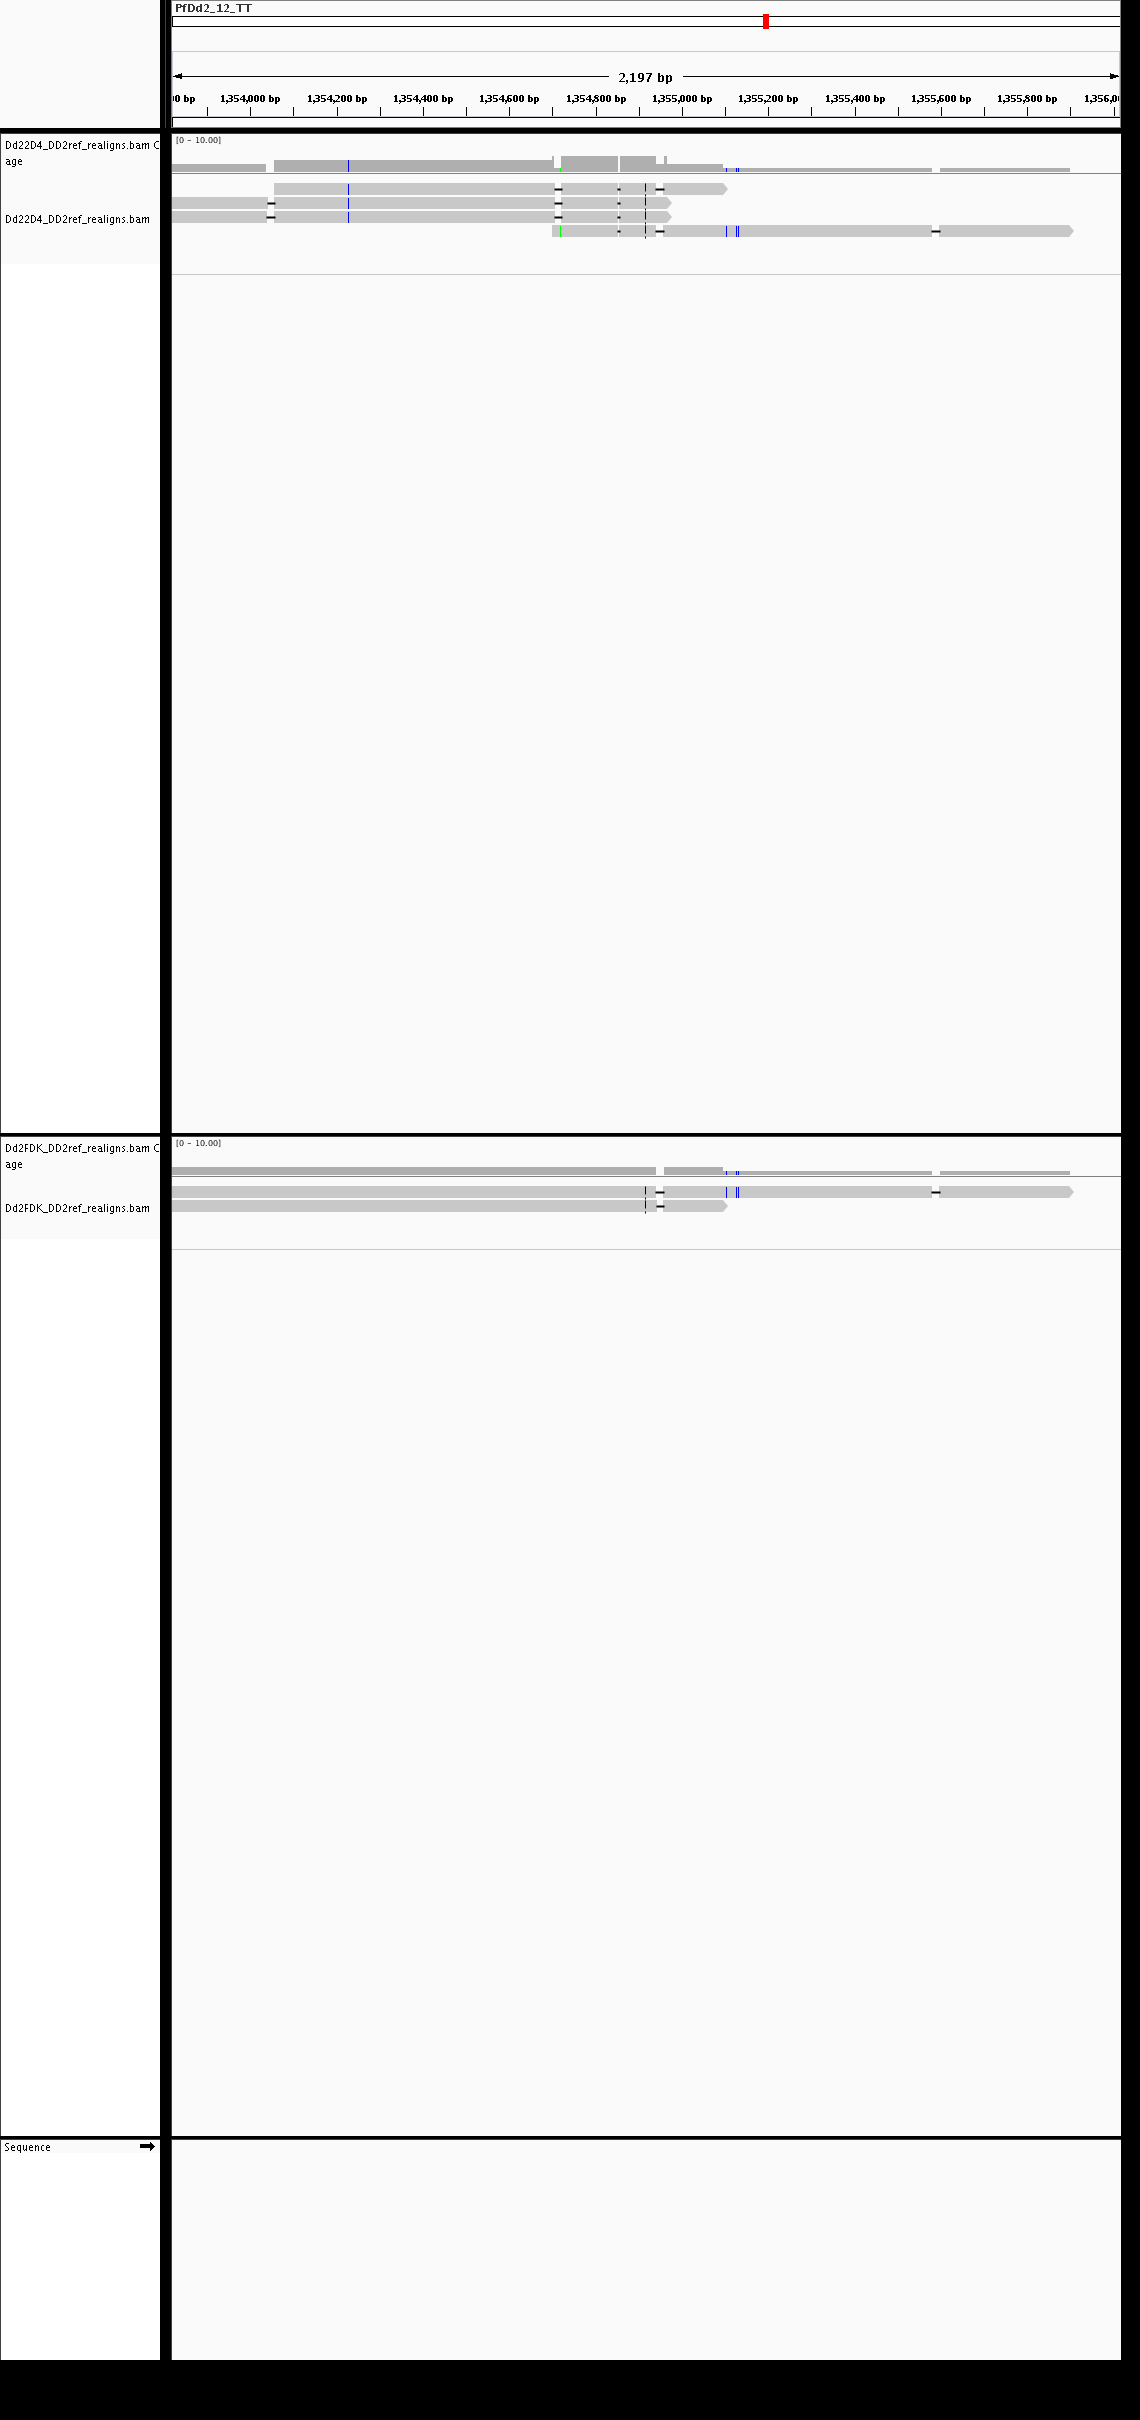 PfDd2_12_TT
2,197 bp
00 bp 1,354,000 bp 1,354,200 bp 1,354,400 bp 1,354,600 bp 1,354,800 bp 1,355,000 bp 1,355,200 bp 1,355,400 bp 1,355,600 bp 1,355,800 bp 1,356,0
Dd22D4_DD2ref_realigns.bam C
age
[0 - 10.00]
Dd22D4_DD2ref_realigns.bam
Dd2FDK_DD2ref_realigns.bam C
age
[0 - 10.00]
Dd2FDK_DD2ref_realigns.bam
Sequence